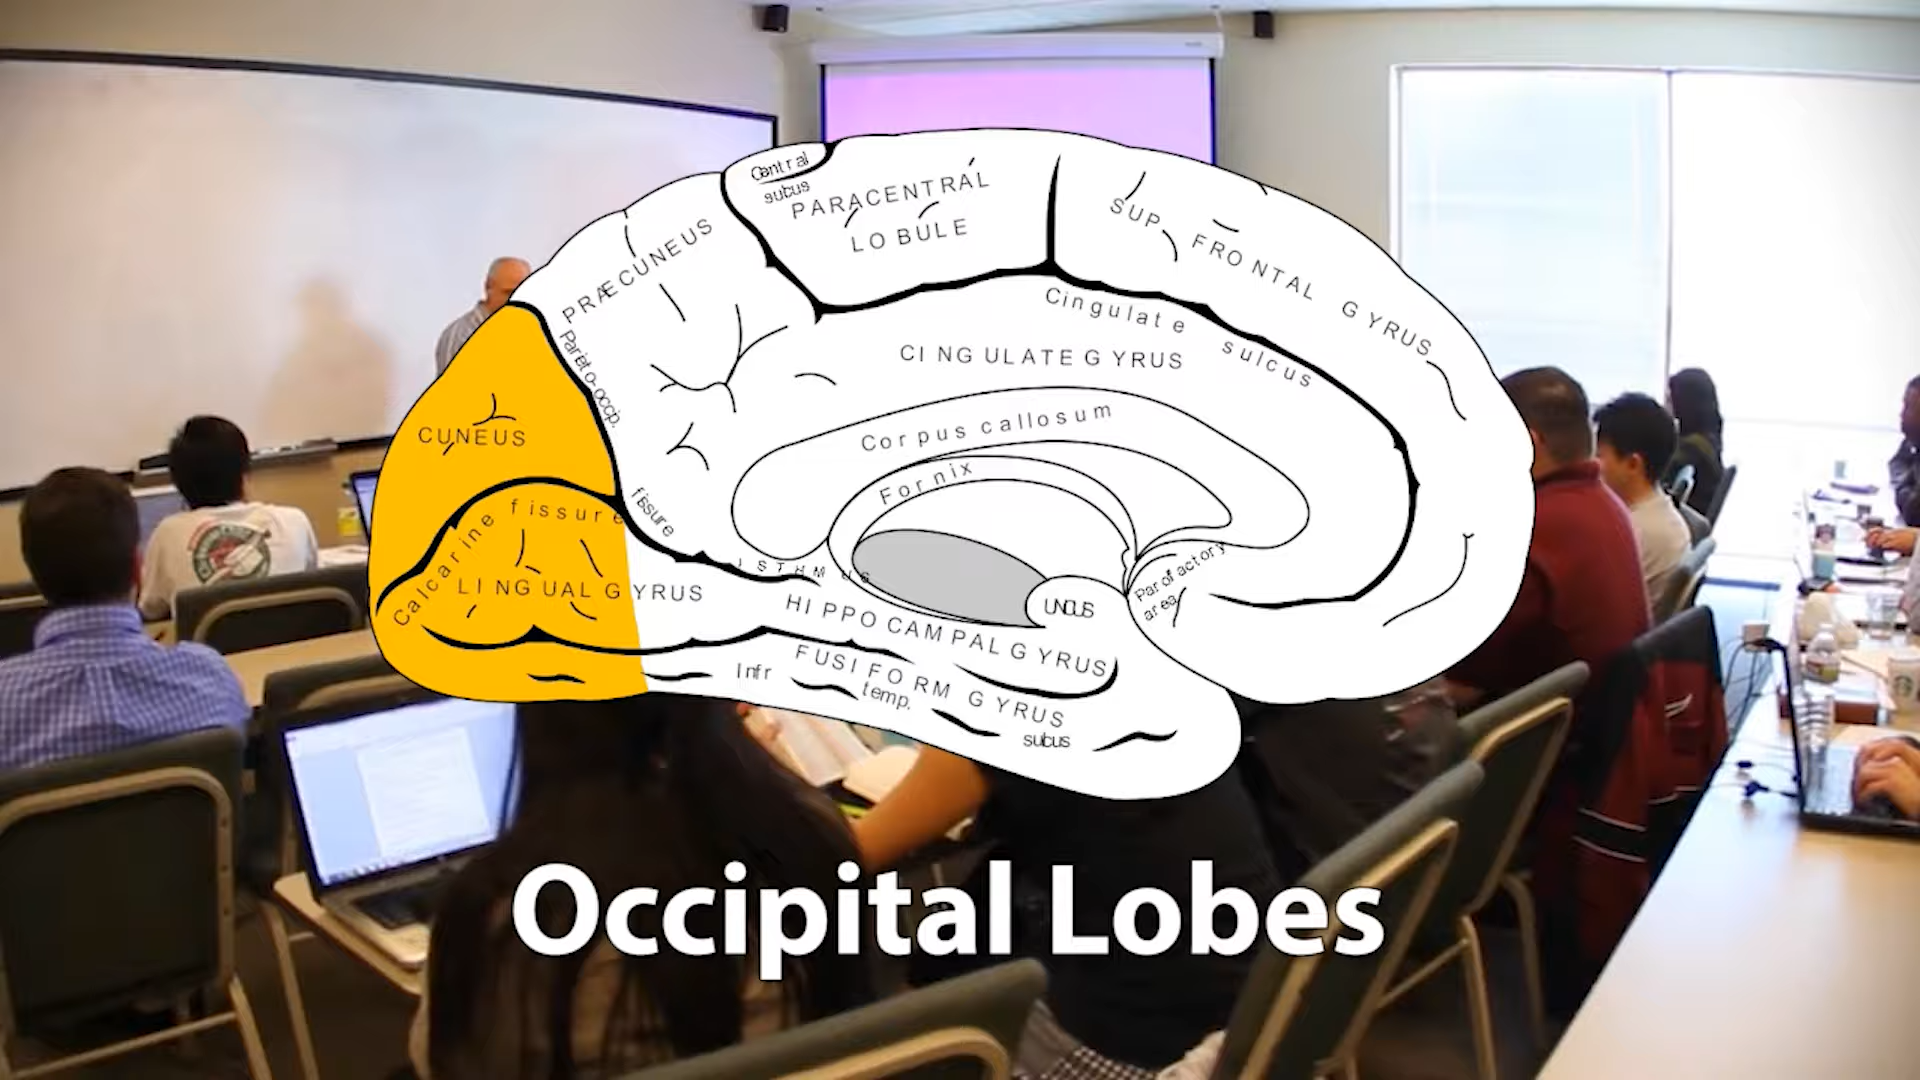 Central
sulcus
PARACENTRAL
LOBULE
SUP. FRONTAL GYRUS
PRÆCUNEUS
Cingulate sulcus
CINGULATE GYRUS
Parieto-occip. fissure
Corpus callosum
CUNEUS
Fornix
Calcarine fissure
ISTHMUS
Parolfactory
area
LINGUAL GYRUS
UNCUS
HIPPOCAMPAL GYRUS
FUSIFORM GYRUS
Infr temp. sulcus
Occipital Lobes